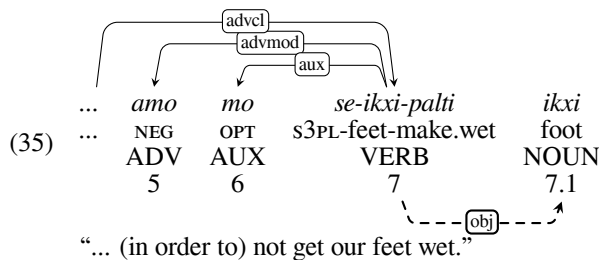 advcl
advmod
aux
... amo mo se-ikxi-palti ikxi
(35) ... NEG OPT s3PL-feet-make.wet foot
ADV AUX VERB NOUN
5 6 7 7.1
obj
“... (in order to) not get our feet wet.”